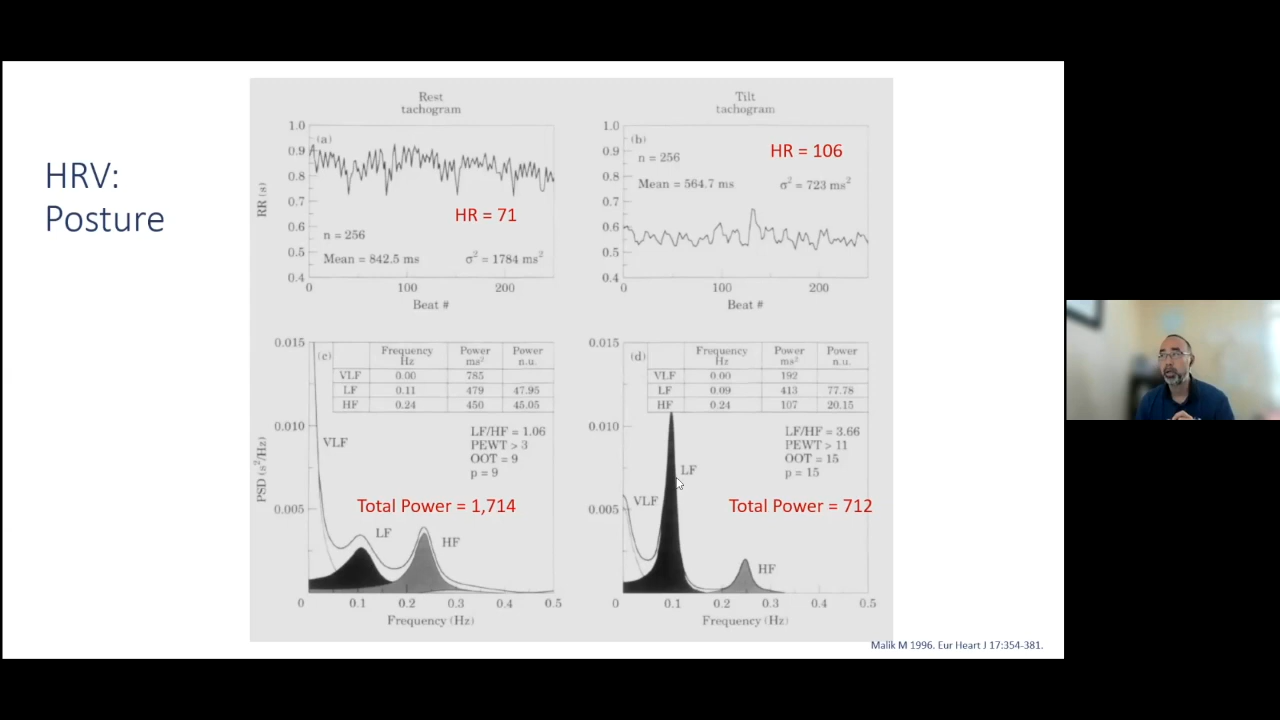 HRV:
Posture
Rest
tachogram
(a)
1.0
0.9
0.8
0.7
0.6
0.5
0.4
RR (s)
HR = 71
n = 256
Mean = 842.5 ms
σ² = 1784 ms²
0 100 200
Beat #
Tilt
tachogram
(b)
1.0
0.9
0.8
0.7
0.6
0.5
0.4
HR = 106
n = 256
Mean = 564.7 ms
σ² = 723 ms²
0 100 200
Beat #
(c)
0.015
0.010
0.005
0
PSD (s²/Hz)
Frequency Hz Power ms² Power n.u.
VLF 0.00 785
LF 0.11 479 47.95
HF 0.24 450 45.05
LF/HF = 1.06
PEWT > 3
OOT = 9
p = 9
VLF
Total Power = 1,714
LF
HF
0.1 0.2 0.3 0.4 0.5
Frequency (Hz)
(d)
0.015
0.010
0.005
0
Frequency Hz Power ms² Power n.u.
VLF 0.00 192
LF 0.09 413 77.78
HF 0.24 107 20.15
LF/HF = 3.66
PEWT > 11
OOT = 15
p = 15
LF
VLF
Total Power = 712
HF
0.1 0.2 0.3 0.4 0.5
Frequency (Hz)
Malik M 1996. Eur Heart J 17:354-381.